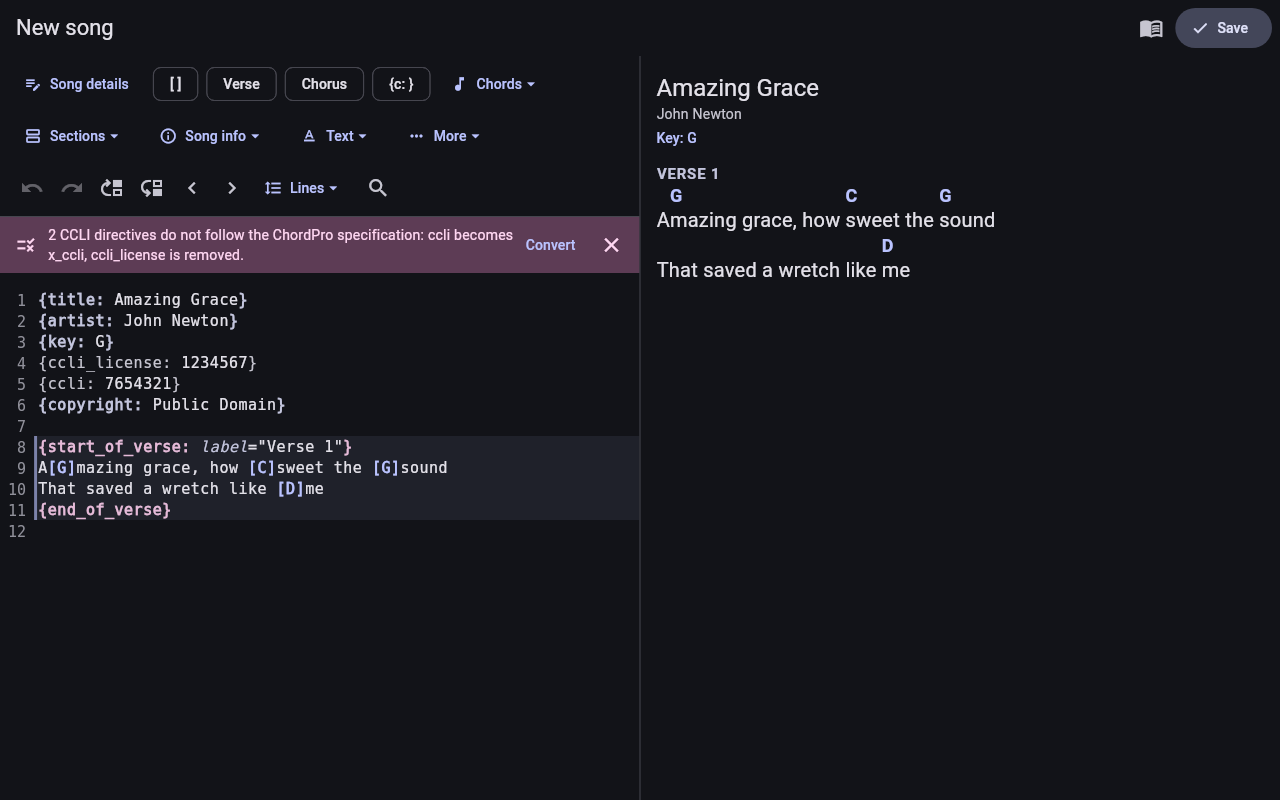 New song
Save
Song details
[ ]
Verse
Chorus
{c: }
Chords
Sections
Song info
Text
More
Lines
2 CCLI directives do not follow the ChordPro specification: ccli becomes
x_ccli, ccli_license is removed.
Convert
1 {title: Amazing Grace}
2 {artist: John Newton}
3 {key: G}
4 {ccli_license: 1234567}
5 {ccli: 7654321}
6 {copyright: Public Domain}
7
8 {start_of_verse: label="Verse 1"}
9 A[G]mazing grace, how [C]sweet the [G]sound
10 That saved a wretch like [D]me
11 {end_of_verse}
12
Amazing Grace
John Newton
Key: G
VERSE 1
G C G
Amazing grace, how sweet the sound
D
That saved a wretch like me